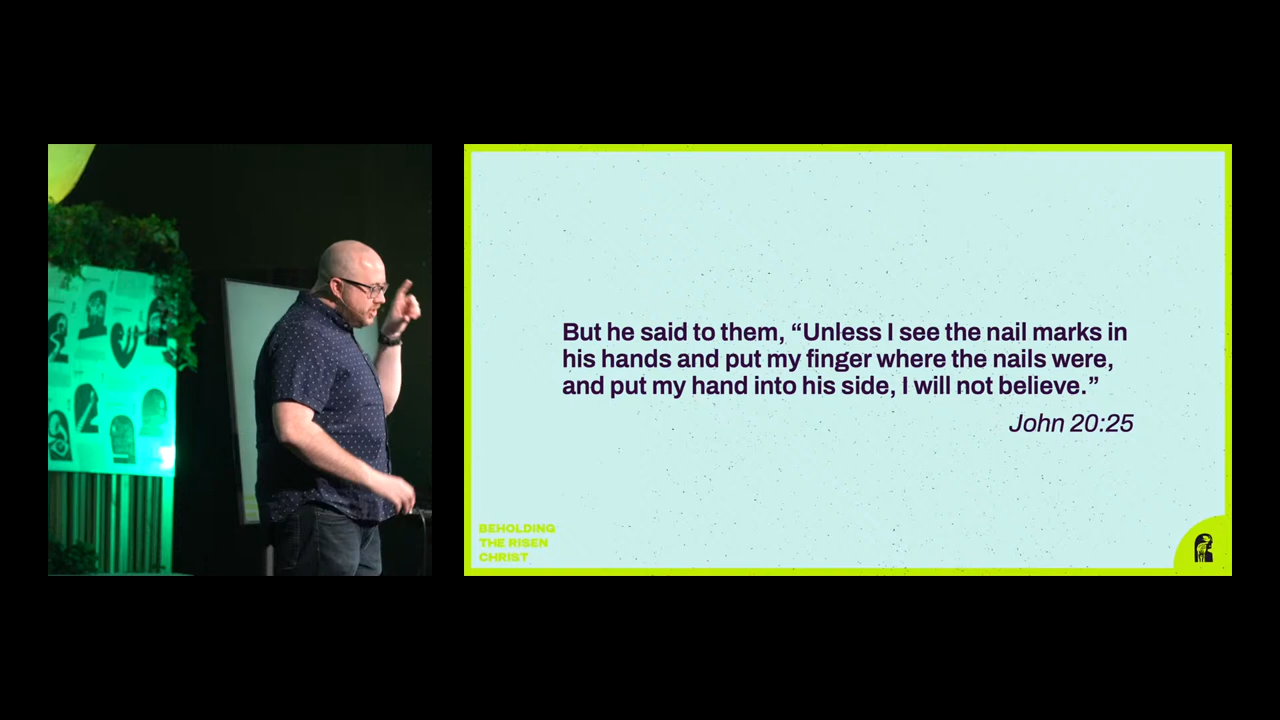 But he said to them, “Unless I see the nail marks in
his hands and put my finger where the nails were,
and put my hand into his side, I will not believe.”
John 20:25
BEHOLDING
THE RISEN
CHRIST